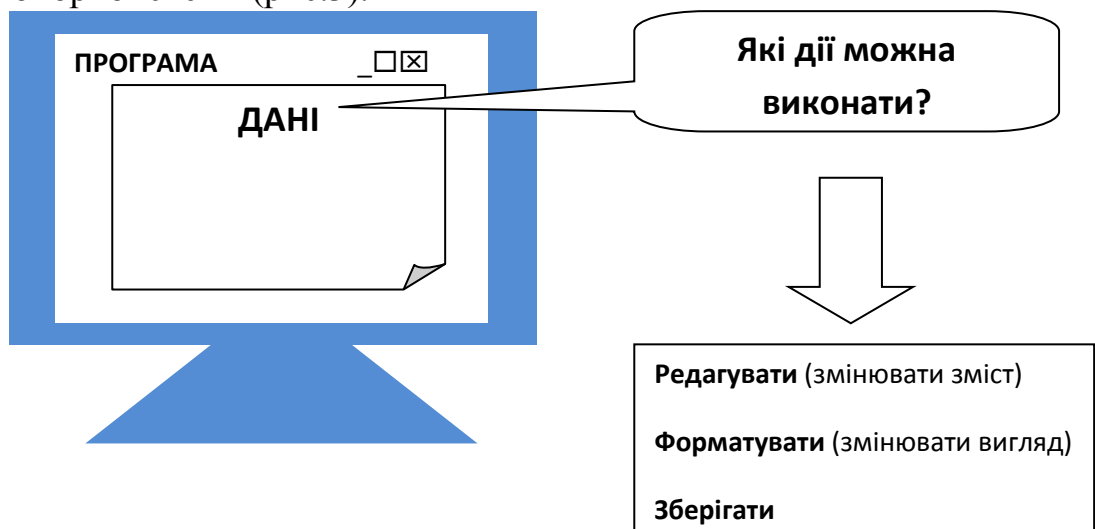 ПРОГРАМА
ДАНІ
Які дії можна
виконати?
Редагувати (змінювати зміст)
Форматувати (змінювати вигляд)
Зберігати